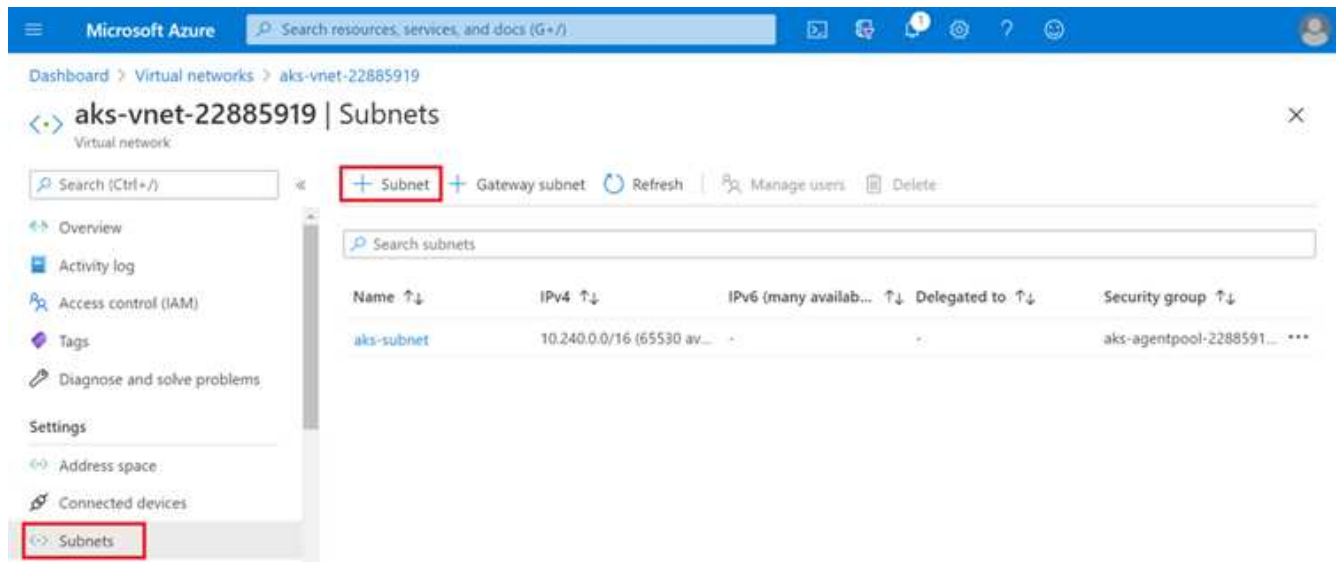 Microsoft Azure
Search resources, services, and docs (G+/)
1
Dashboard > Virtual networks > aks-vnet-22885919
aks-vnet-22885919 | Subnets
Virtual network
Search (Ctrl+/)
+ Subnet + Gateway subnet Refresh Manage users Delete
Overview
Activity log
Access control (IAM)
Tags
Diagnose and solve problems
Settings
Address space
Connected devices
Subnets
Search subnets
Name ↑↓ IPv4 ↑↓ IPv6 (many availab... ↑↓ Delegated to ↑↓ Security group ↑↓
aks-subnet 10.240.0.0/16 (65530 av... - - aks-agentpool-2288591... •••